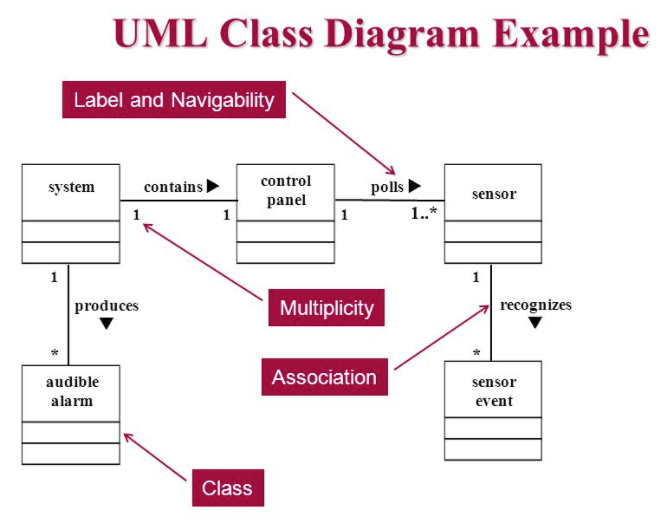 UML Class Diagram Example
Label and Navigability
system
contains ▶
control
panel
polls ▶
sensor
1
1
1
1..*
1
produces
▼
*
Multiplicity
1
recognizes
▼
*
Association
audible
alarm
sensor
event
Class